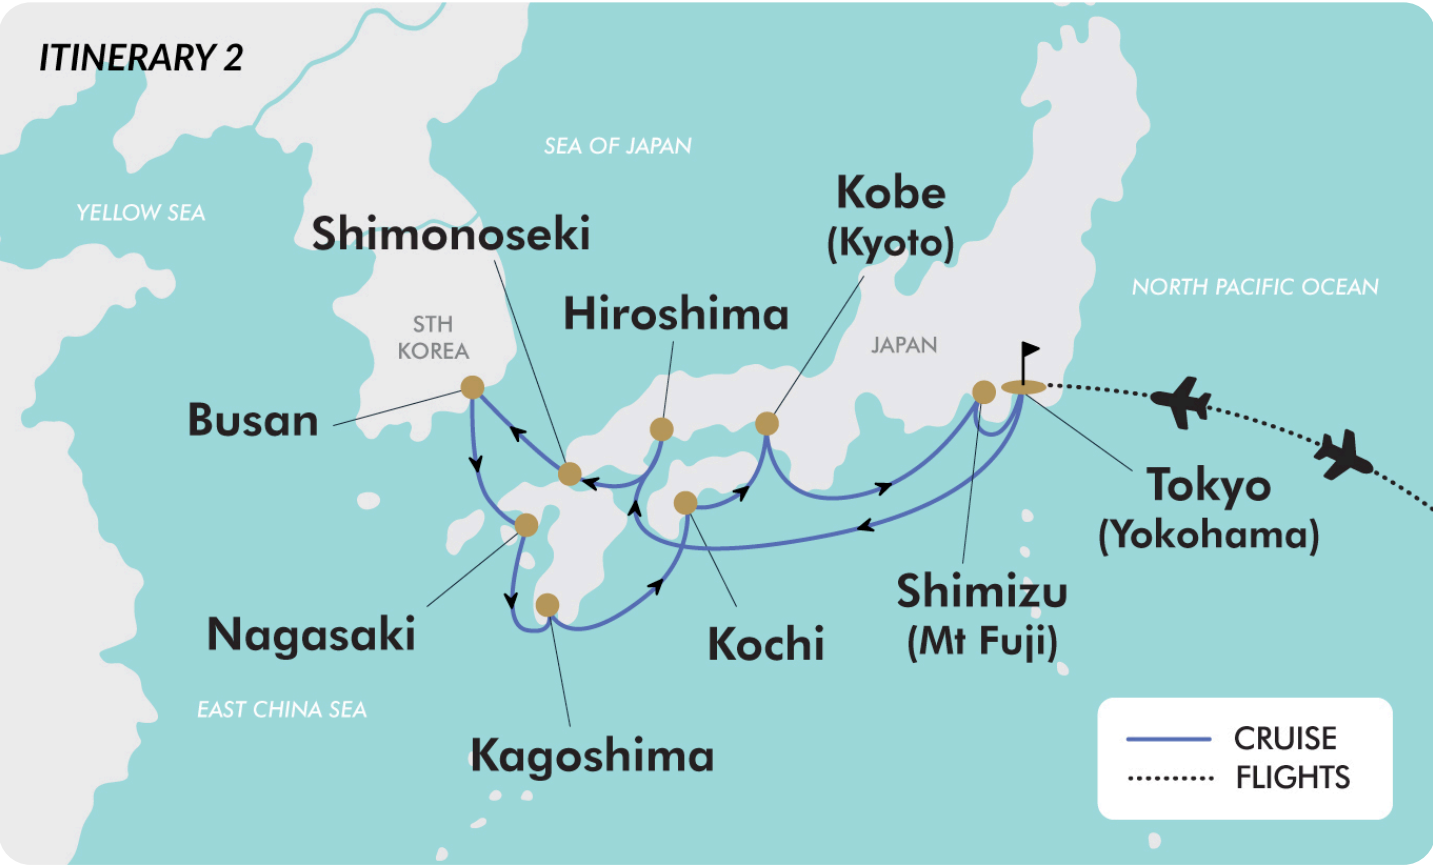 ITINERARY 2
SEA OF JAPAN
YELLOW SEA
Shimonoseki
Kobe
(Kyoto)
NORTH PACIFIC OCEAN
Hiroshima
STH
KOREA
JAPAN
Busan
Tokyo
(Yokohama)
Shimizu
(Mt Fuji)
Nagasaki
Kochi
EAST CHINA SEA
Kagoshima
CRUISE
FLIGHTS